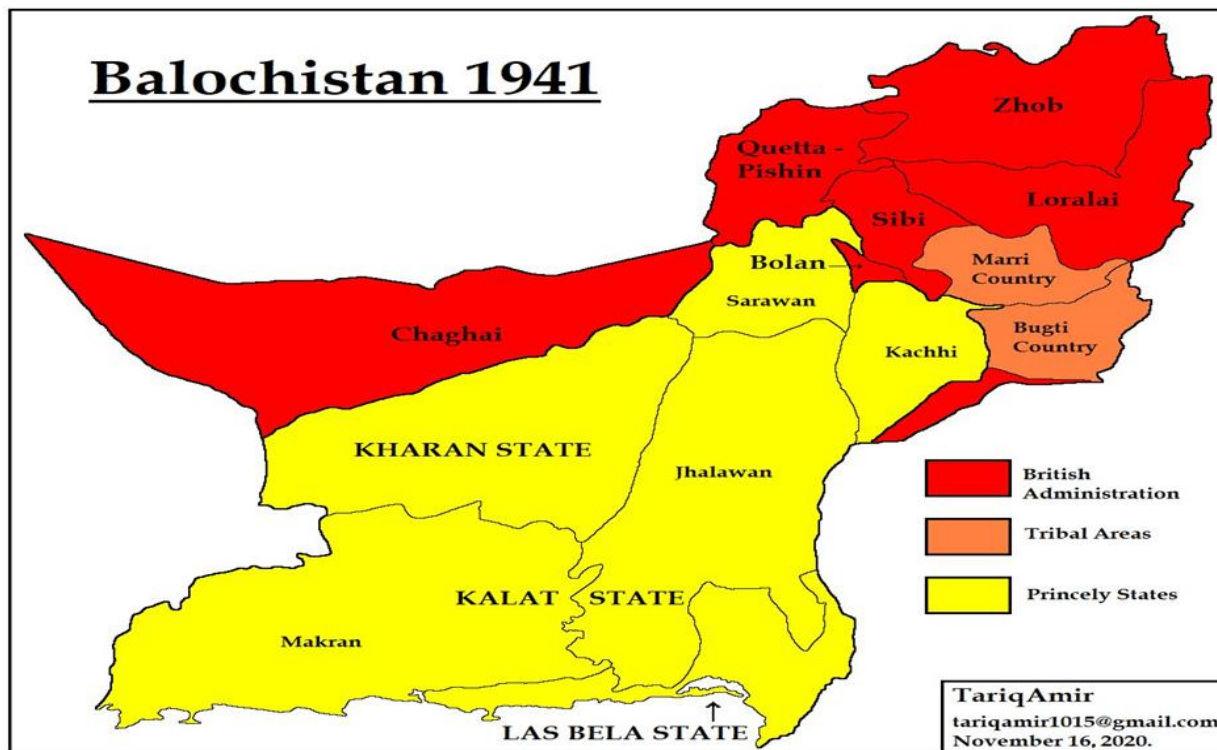 Balochistan 1941
Zhob
Quetta -
Pishin
Loralai
Sibi
Bolan
Marri
Country
Sarawan
Chaghai
Bugti
Country
Kachhi
KHARAN STATE
Jhalawan
British
Administration
Tribal Areas
KALAT STATE
Princely States
Makran
LAS BELA STATE
TariqAmir
tariqamir1015@gmail.com
November 16, 2020.